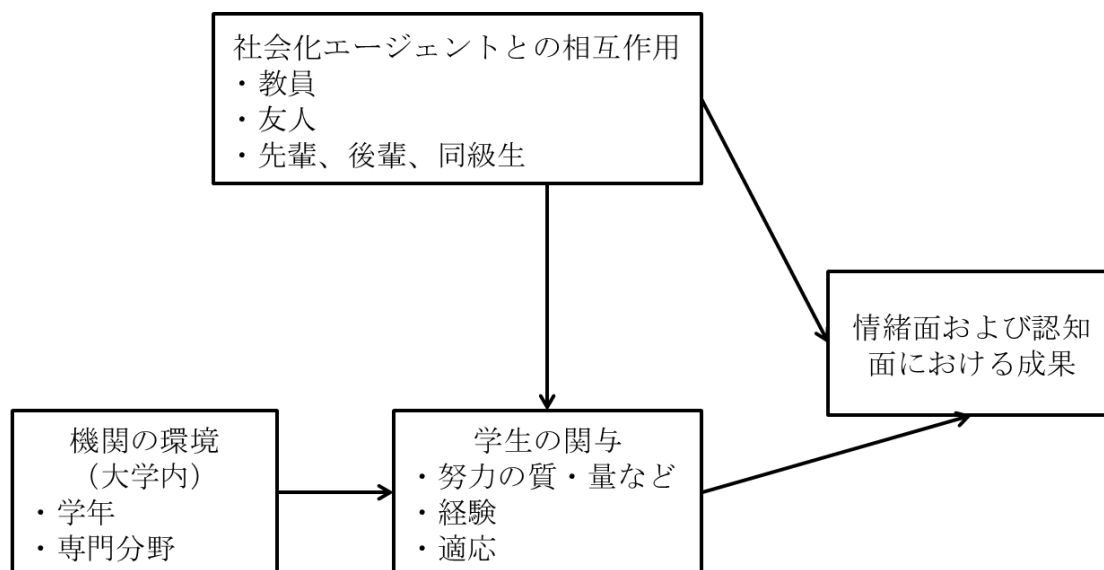 社会化エージェントとの相互作用
・教員
・友人
・先輩、後輩、同級生
情緒面および認知
面における成果
機関の環境
（大学内）
・学年
・専門分野
学生の関与
・努力の質・量など
・経験
・適応